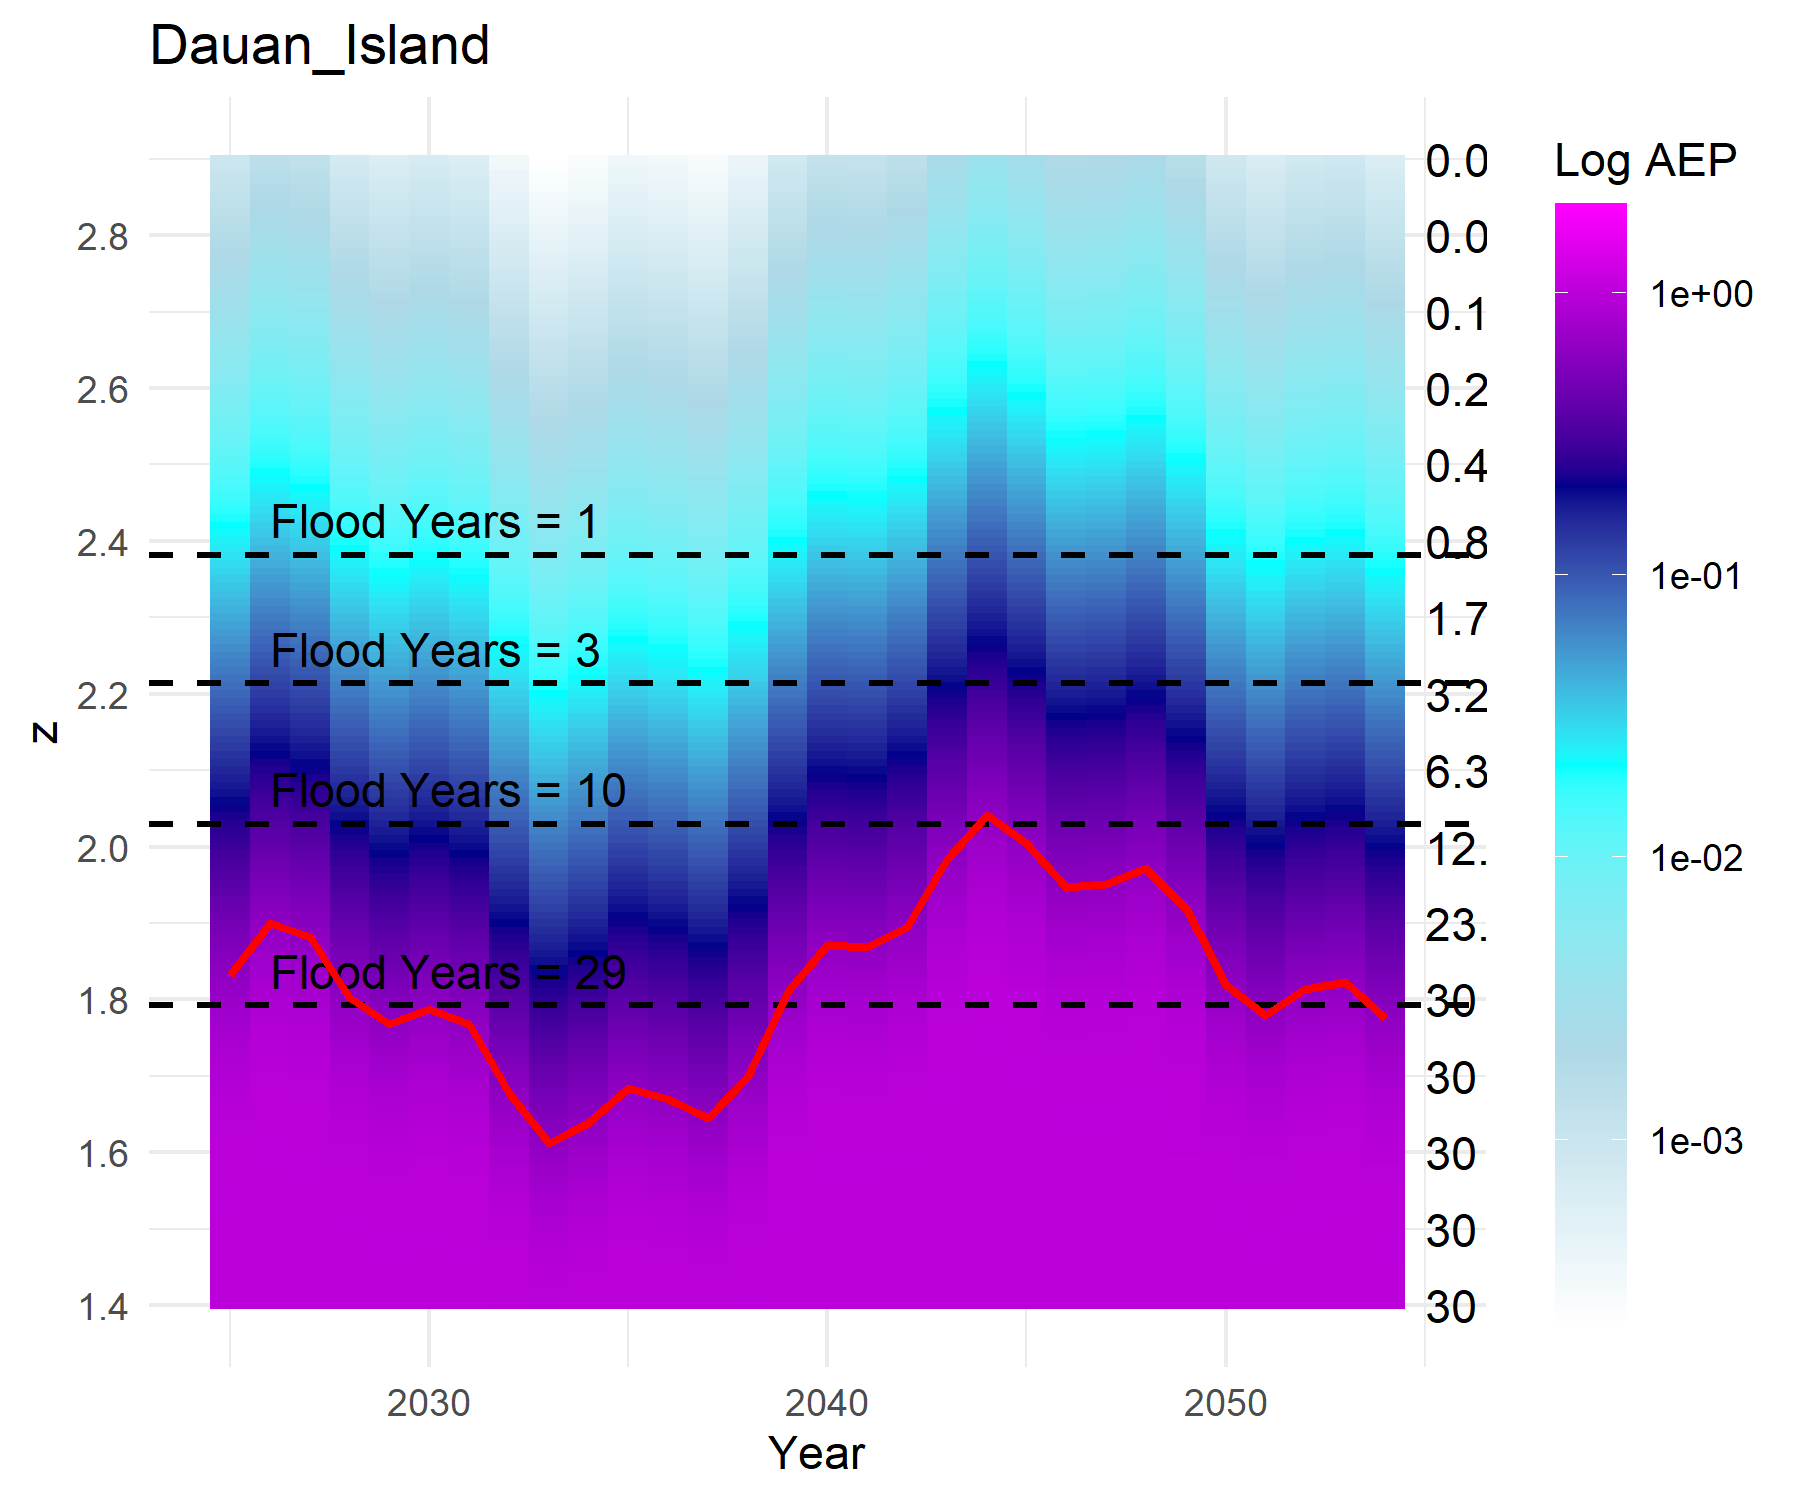 Dauan_Island
Log AEP
1e+00
1e-01
1e-02
1e-03
2.8
2.6
2.4
2.2
2.0
1.8
1.6
1.4
z
Flood Years = 1
Flood Years = 3
Flood Years = 10
Flood Years = 29
0.0
0.0
0.1
0.2
0.4
0.8
1.7
3.2
6.3
12.
23.
30
30
30
30
30
2030
2040
2050
Year